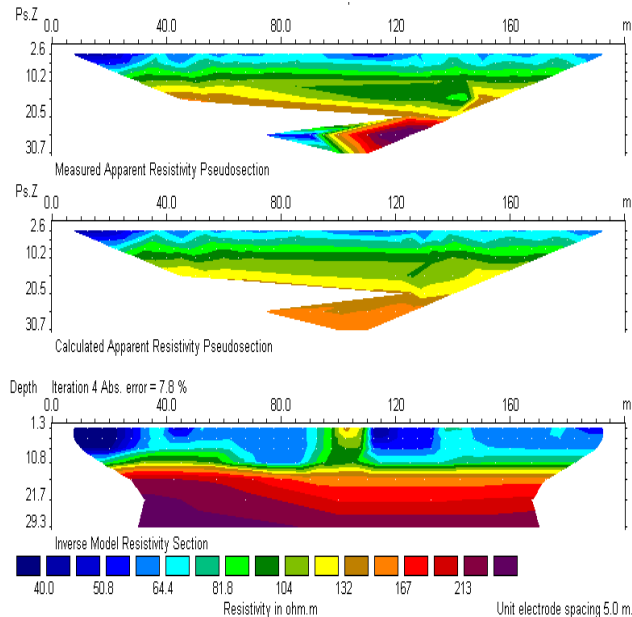 Ps.Z 0.0 40.0 80.0 120 160 m.
2.6
10.2
20.5
30.7
Measured Apparent Resistivity Pseudosection
Ps.Z 0.0 40.0 80.0 120 160 m.
2.6
10.2
20.5
30.7
Calculated Apparent Resistivity Pseudosection
Depth Iteration 4 Abs. error = 7.8 %
0.0 40.0 80.0 120 160 m.
1.3
10.8
21.7
29.3
Inverse Model Resistivity Section
40.0 50.8 64.4 81.8 104 132 167 213
Resistivity in ohm.m Unit electrode spacing 5.0 m.